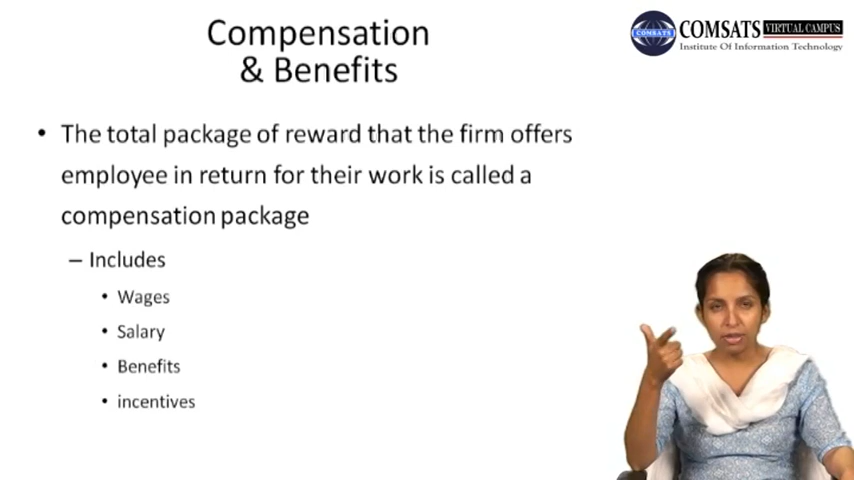 Compensation
& Benefits
COMSATS VIRTUAL CAMPUS
Institute Of Information Technology
COMSATS
• The total package of reward that the firm offers
employee in return for their work is called a
compensation package
– Includes
• Wages
• Salary
• Benefits
• incentives